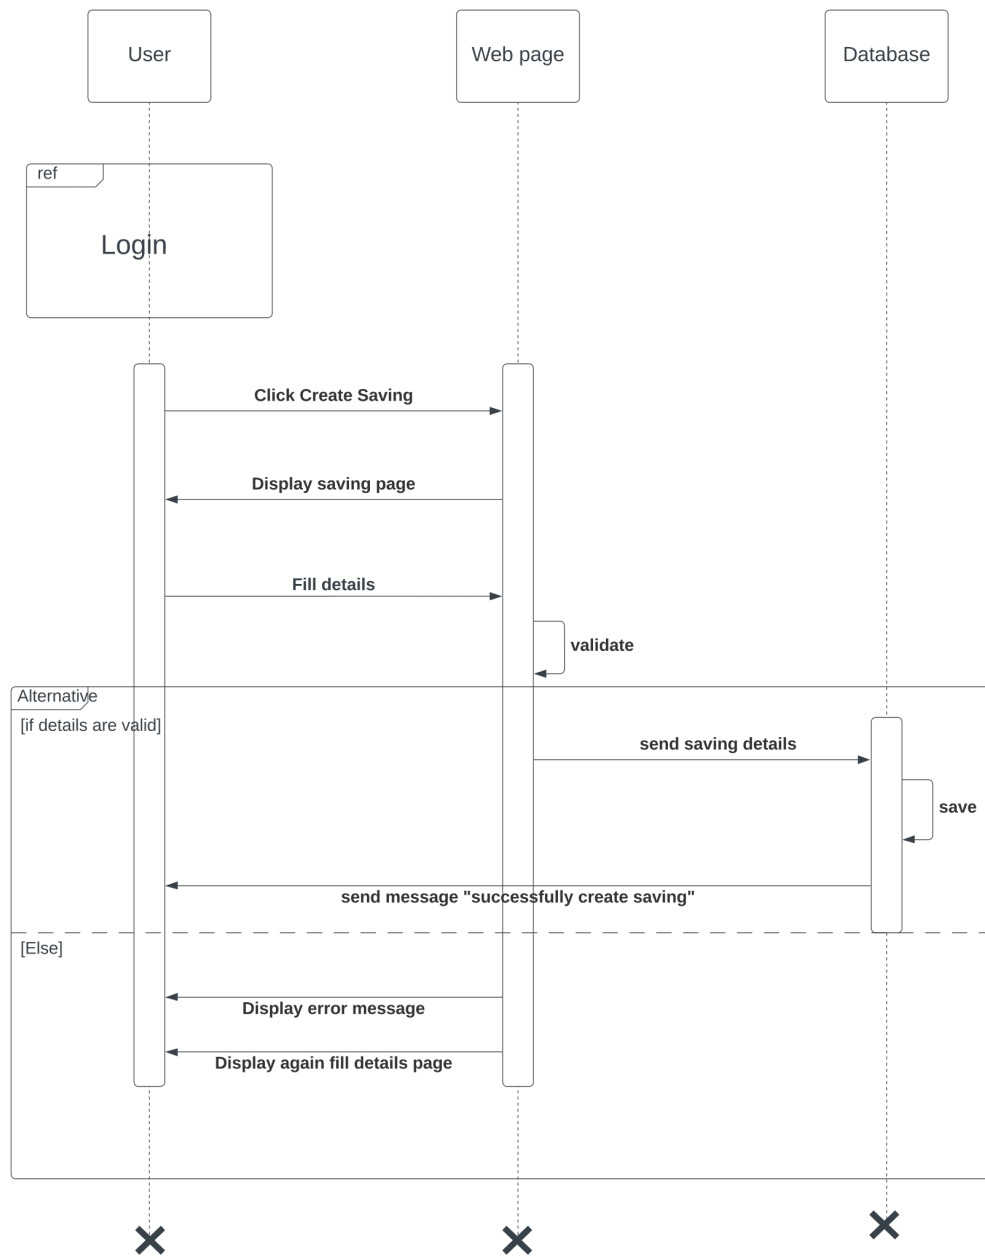 User
Web page
Database
ref
Login
Click Create Saving
Display saving page
Fill details
validate
Alternative
[if details are valid]
send saving details
save
send message "successfully create saving"
[Else]
Display error message
Display again fill details page